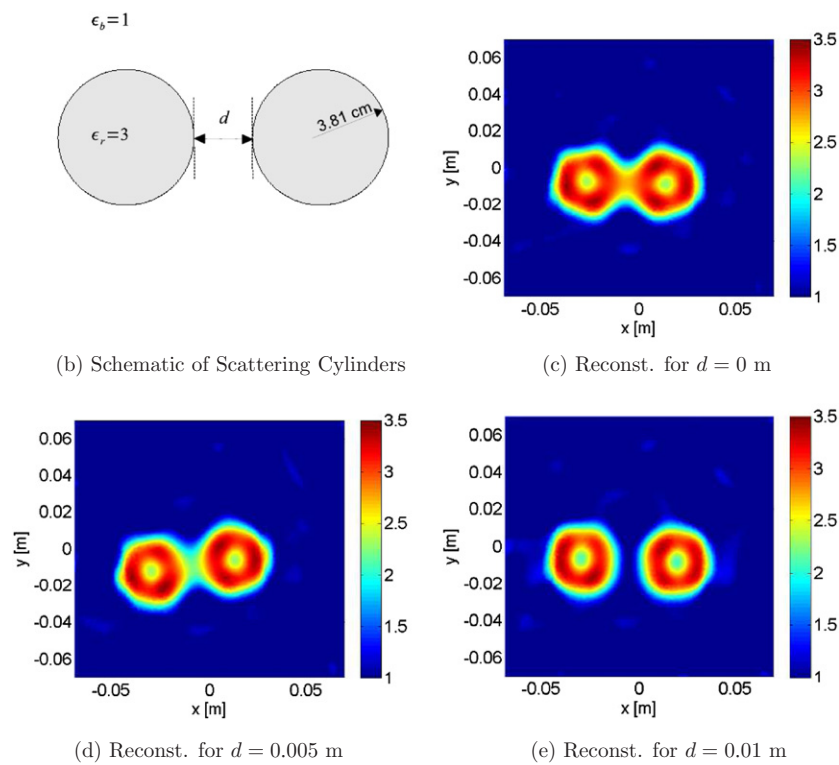 ϵ_b=1
ϵ_r=3
d
3.81 cm
(b) Schematic of Scattering Cylinders
0.06
0.04
0.02
0
-0.02
-0.04
-0.06
y [m]
-0.05 0 0.05
x [m]
3.5
3
2.5
2
1.5
1
(c) Reconst. for d = 0 m
0.06
0.04
0.02
0
-0.02
-0.04
-0.06
y [m]
-0.05 0 0.05
x [m]
3.5
3
2.5
2
1.5
1
(d) Reconst. for d = 0.005 m
0.06
0.04
0.02
0
-0.02
-0.04
-0.06
y [m]
-0.05 0 0.05
x [m]
3.5
3
2.5
2
1.5
1
(e) Reconst. for d = 0.01 m